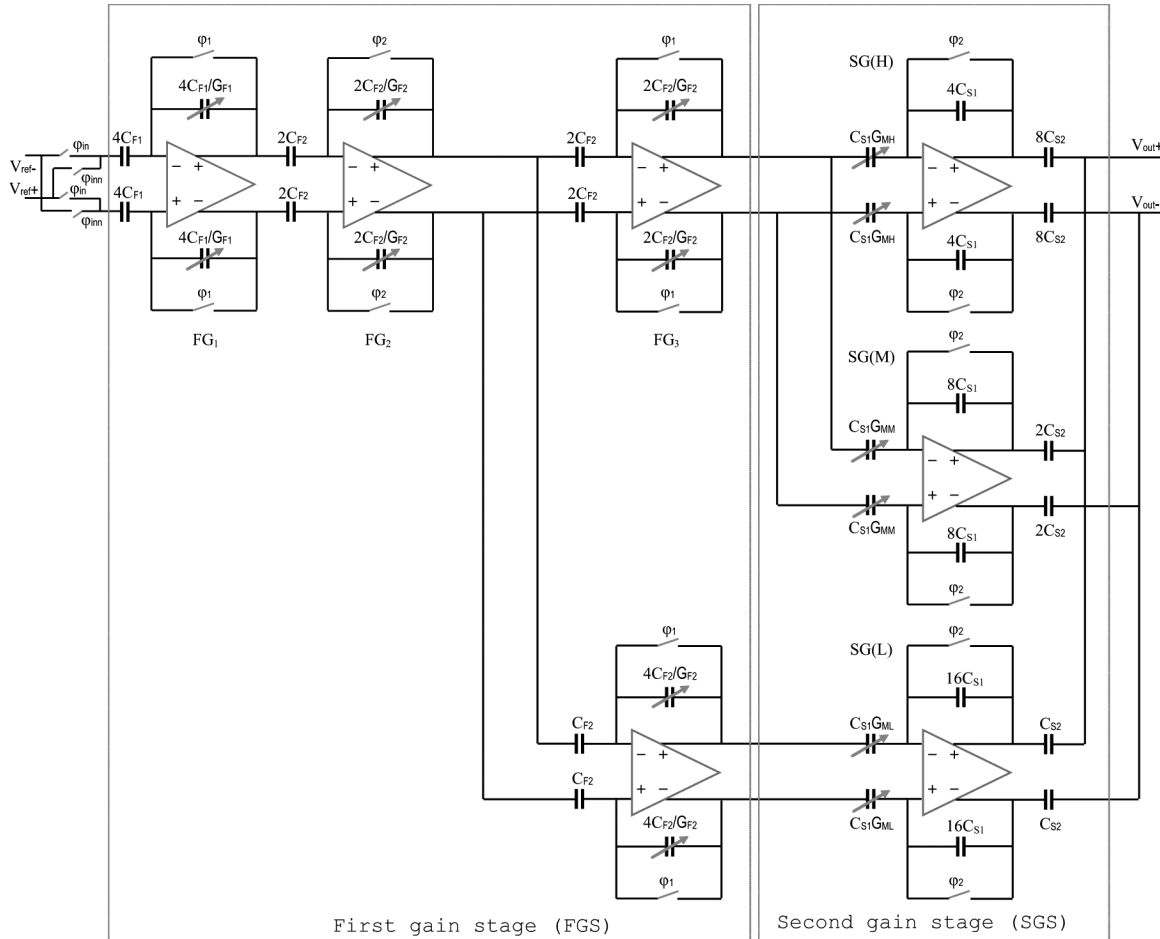 φ1
φ2
φ1
φ2
SG(H)
4CF1/GF1
2CF2/GF2
2CF2/GF2
4CS1
4CF1
2CF2
2CF2
CS1GMH
8CS2
φin
Vref-
φinn
Vref+
φin
φinn
− +
+ −
− +
+ −
− +
+ −
− +
+ −
Vout+
Vout-
4CF1
2CF2
2CF2
CS1GMH
8CS2
4CF1/GF1
2CF2/GF2
2CF2/GF2
4CS1
φ1
φ2
φ1
φ2
FG1
FG2
FG3
φ2
SG(M)
8CS1
CS1GMM
2CS2
− +
+ −
CS1GMM
2CS2
8CS1
φ2
φ1
φ2
SG(L)
4CF2/GF2
16CS1
CF2
CS1GML
CS2
− +
+ −
− +
+ −
CF2
CS1GML
CS2
4CF2/GF2
16CS1
φ1
φ2
First gain stage (FGS)
Second gain stage (SGS)